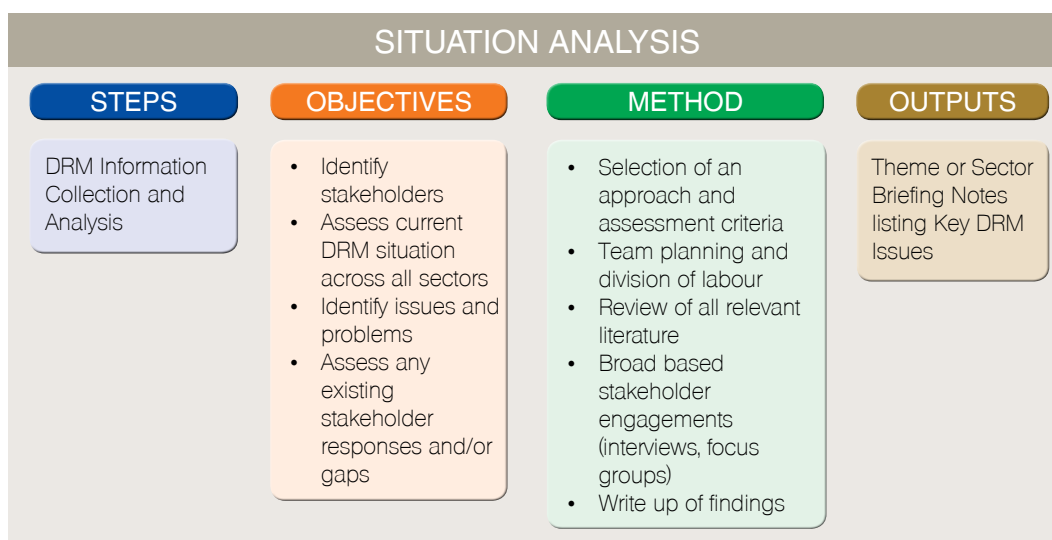 SITUATION ANALYSIS
STEPS
DRM Information
Collection and
Analysis
OBJECTIVES
• Identify
stakeholders
• Assess current
DRM situation
across all sectors
• Identify issues and
problems
• Assess any
existing
stakeholder
responses and/or
gaps
METHOD
• Selection of an
approach and
assessment criteria
• Team planning and
division of labour
• Review of all relevant
literature
• Broad based
stakeholder
engagements
(interviews, focus
groups)
• Write up of findings
OUTPUTS
Theme or Sector
Briefing Notes
listing Key DRM
Issues